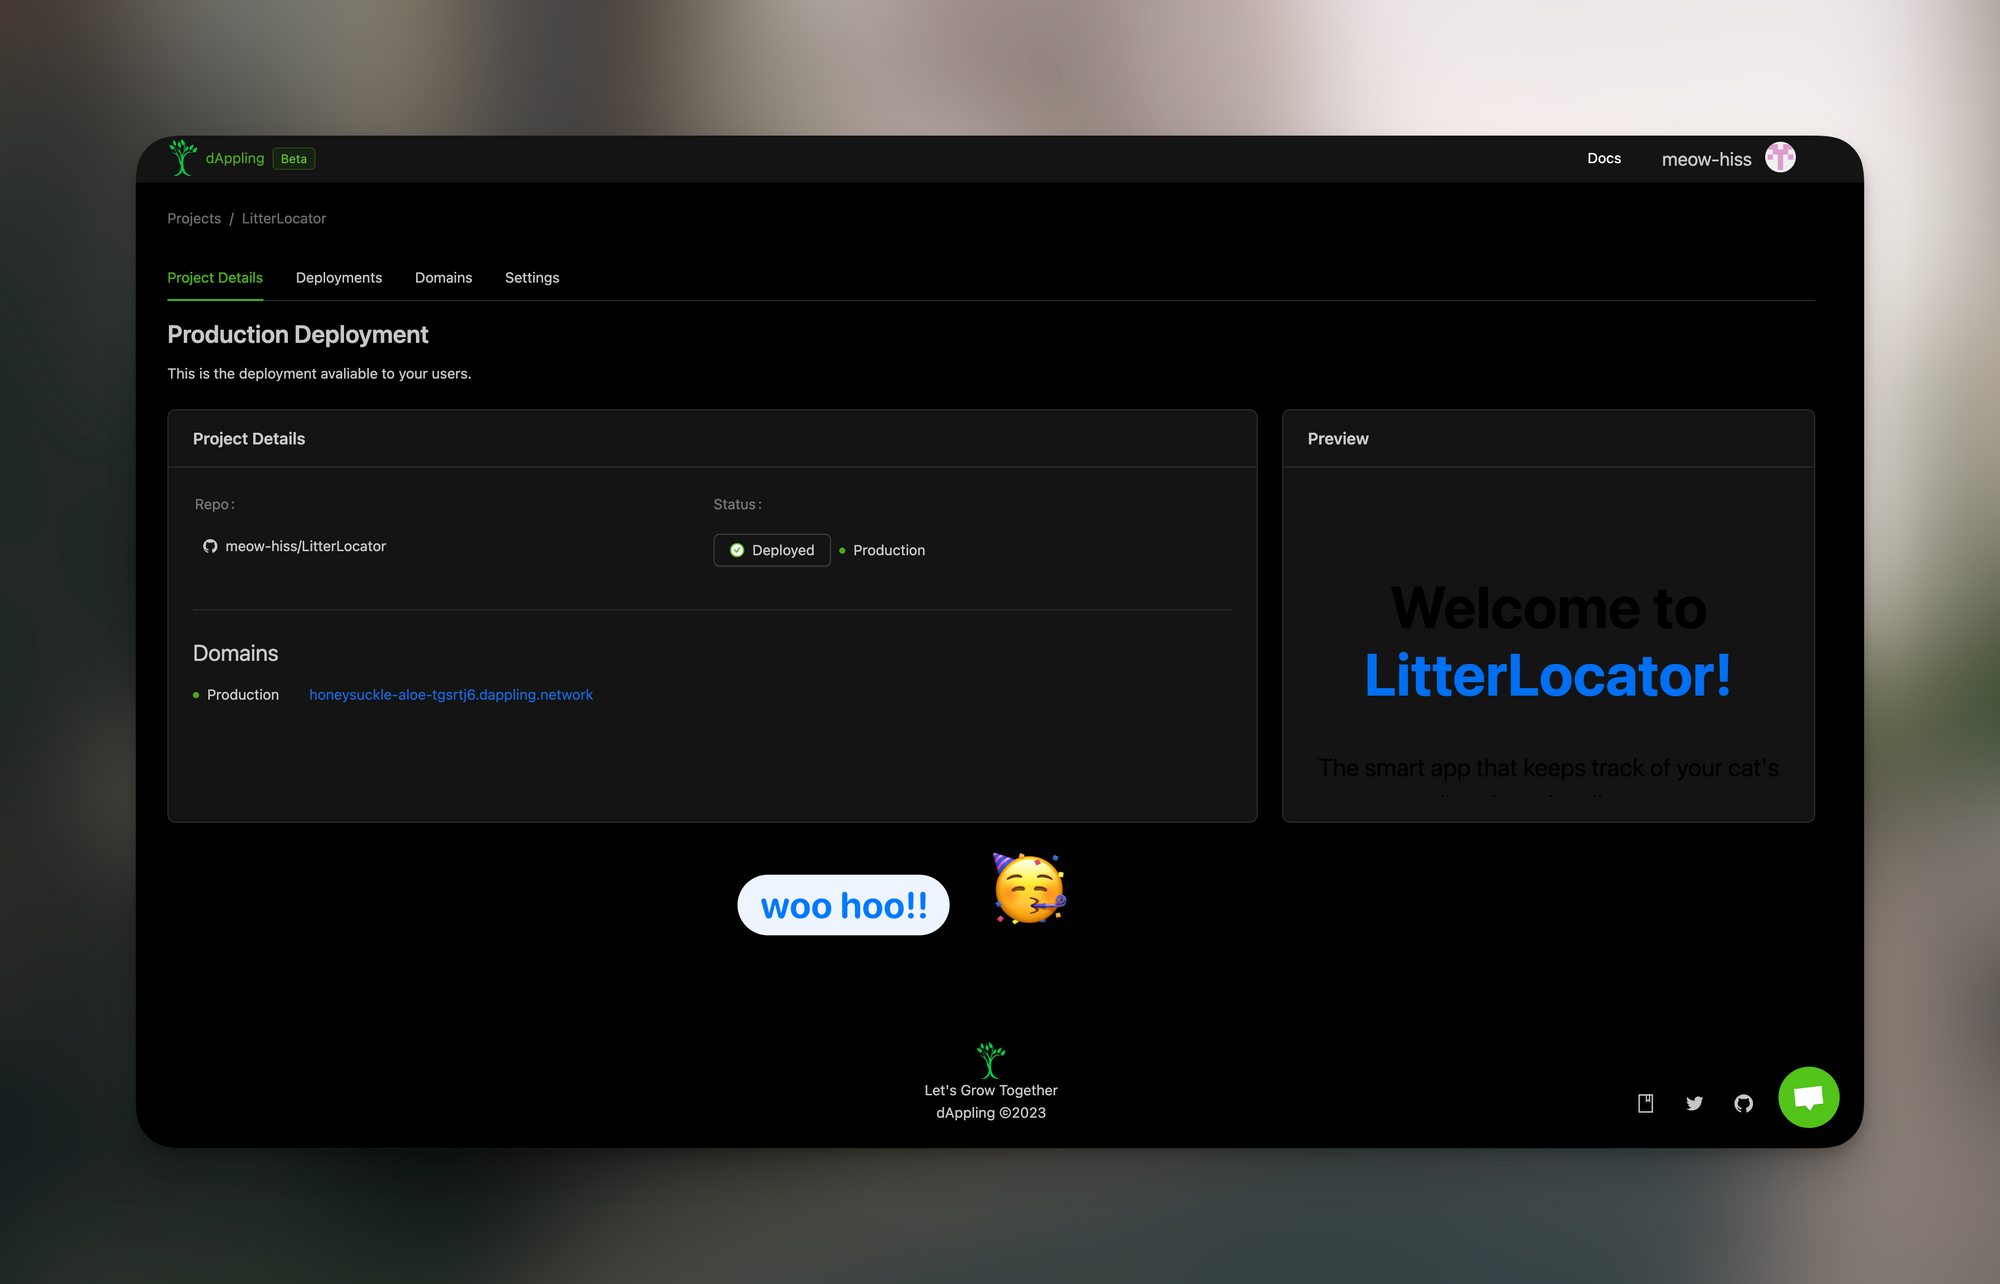 dAppling Beta
Docs meow-hiss
Projects / LitterLocator
Project Details Deployments Domains Settings
Production Deployment
This is the deployment avaliable to your users.
Project Details
Repo:
meow-hiss/LitterLocator
Status:
Deployed Production
Domains
Production honeysuckle-aloe-tgsrtj6.dappling.network
Preview
Welcome to
LitterLocator!
The smart app that keeps track of your cat's
woo hoo!!
Let's Grow Together
dAppling ©2023